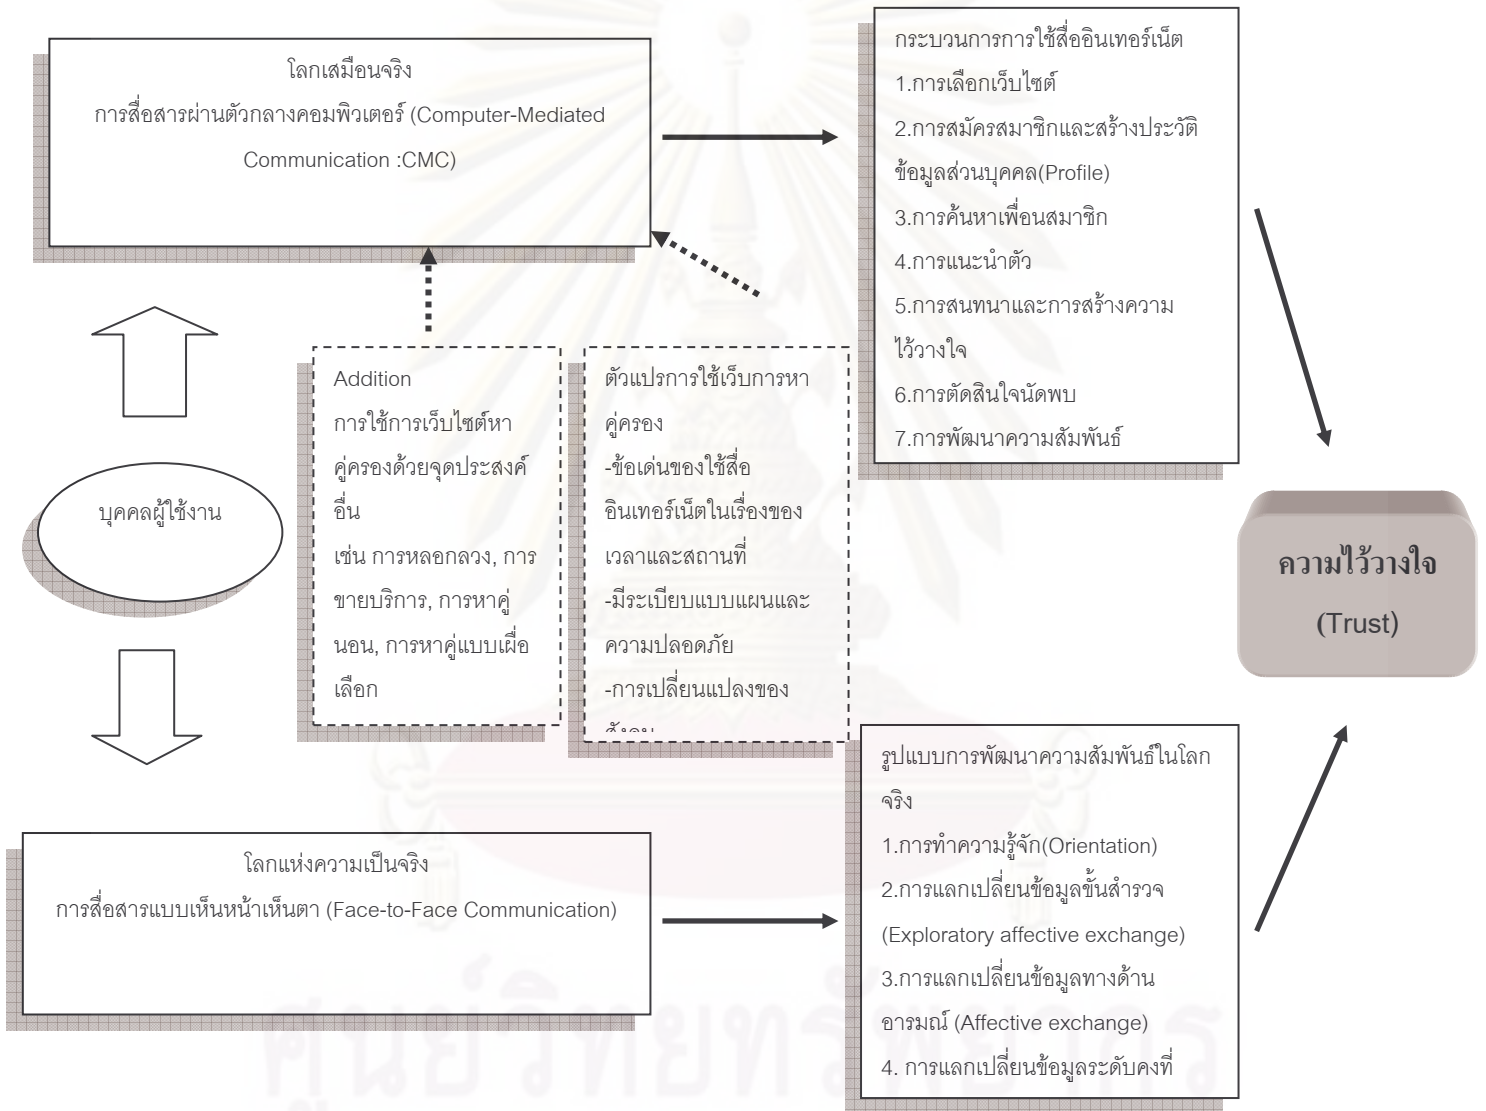 โลกเสมือนจริง
การสื่อสารผ่านตัวกลางคอมพิวเตอร์ (Computer-Mediated
Communication :CMC)
กระบวนการการใช้สื่ออินเทอร์เน็ต
1.การเลือกเว็บไซต์
2.การสมัครสมาชิกและสร้างประวัติ
ข้อมูลส่วนบุคคล(Profile)
3.การค้นหาเพื่อนสมาชิก
4.การแนะนำตัว
5.การสนทนาและการสร้างความ
ไว้วางใจ
6.การตัดสินใจนัดพบ
7.การพัฒนาความสัมพันธ์
บุคคลผู้ใช้งาน
Addition
การใช้การเว็บไซต์หา
คู่ครองด้วยจุดประสงค์
อื่น
เช่น การหลอกลวง, การ
ขายบริการ, การหาคู่
นอน, การหาคู่แบบเผื่อ
เลือก
ตัวแปรการใช้เว็บการหา
คู่ครอง
-ข้อเด่นของใช้สื่อ
อินเทอร์เน็ตในเรื่องของ
เวลาและสถานที่
-มีระเบียบแบบแผนและ
ความปลอดภัย
-การเปลี่ยนแปลงของ
ความไว้วางใจ
(Trust)
โลกแห่งความเป็นจริง
การสื่อสารแบบเห็นหน้าเห็นตา (Face-to-Face Communication)
รูปแบบการพัฒนาความสัมพันธ์ในโลก
จริง
1.การทำความรู้จัก(Orientation)
2.การแลกเปลี่ยนข้อมูลขั้นสำรวจ
(Exploratory affective exchange)
3.การแลกเปลี่ยนข้อมูลทางด้าน
อารมณ์ (Affective exchange)
4. การแลกเปลี่ยนข้อมูลระดับคงที่
ศูนย์วิทยทรัพยากร